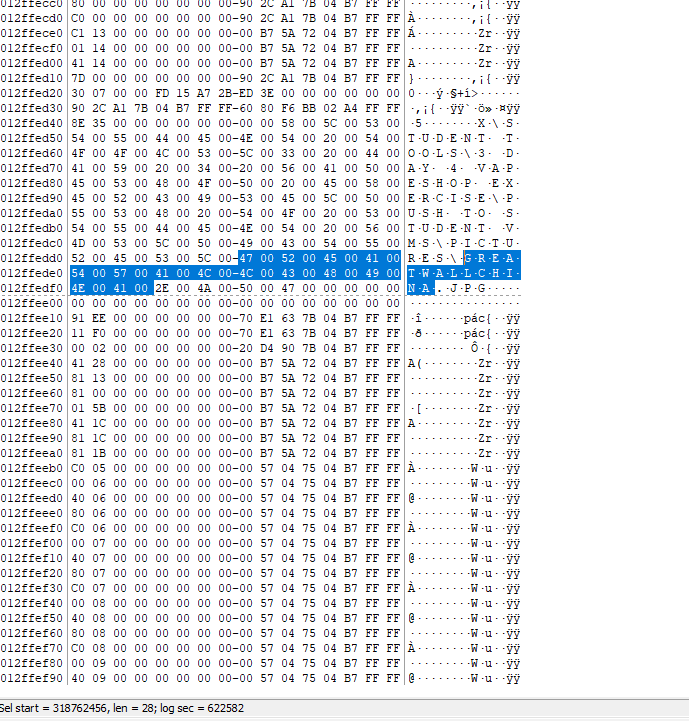 012ffecc0 80 00 00 00 00 00 00 00-90 2C A1 7B 04 B7 FF FF ·········,¡{··ÿÿ
012ffecd0 C0 00 00 00 00 00 00 00-90 2C A1 7B 04 B7 FF FF À········,¡{··ÿÿ
012ffece0 C1 13 00 00 00 00 00 00-00 B7 5A 72 04 B7 FF FF Á·········Zr··ÿÿ
012ffecf0 01 14 00 00 00 00 00 00-00 B7 5A 72 04 B7 FF FF ··········Zr··ÿÿ
012ffed00 41 14 00 00 00 00 00 00-00 B7 5A 72 04 B7 FF FF A·········Zr··ÿÿ
012ffed10 7D 00 00 00 00 00 00 00-90 2C A1 7B 04 B7 FF FF }········,¡{··ÿÿ
012ffed20 30 07 00 00 00 FD 15 A7 2B-ED 3E 00 00 00 00 00 00 0···ý·§+í>······
012ffed30 90 2C A1 7B 04 B7 FF FF-60 80 F6 BB 02 A4 FF FF ·,¡{··ÿÿ`·ö»·¤ÿÿ
012ffed40 8E 35 00 00 00 00 00 00-00 00 58 00 5C 00 53 00 ·5········X·\·S·
012ffed50 54 00 55 00 44 00 45 00-4E 00 54 00 20 00 54 00 T·U·D·E·N·T· ·T·
012ffed60 4F 00 4F 00 4C 00 53 00-5C 00 33 00 20 00 44 00 O·O·L·S·\·3· ·D·
012ffed70 41 00 59 00 20 00 34 00-20 00 56 00 41 00 50 00 A·Y· ·4· ·V·A·P·
012ffed80 45 00 53 00 48 00 4F 00-50 00 20 00 45 00 58 00 E·S·H·O·P· ·E·X·
012ffed90 45 00 52 00 43 00 49 00-53 00 45 00 5C 00 50 00 E·R·C·I·S·E·\·P·
012ffeda0 55 00 53 00 48 00 20 00-54 00 4F 00 20 00 53 00 U·S·H· ·T·O· ·S·
012ffedb0 54 00 55 00 44 00 45 00-4E 00 54 00 20 00 56 00 T·U·D·E·N·T· ·V·
012ffedc0 4D 00 53 00 5C 00 50 00-49 00 43 00 54 00 55 00 M·S·\·P·I·C·T·U·
012ffedd0 52 00 45 00 53 00 5C 00-47 00 52 00 45 00 41 00 R·E·S·\·G·R·E·A·
012ffede0 54 00 57 00 41 00 4C 00-4C 00 43 00 48 00 49 00 T·W·A·L·L·C·H·I·
012ffedf0 4E 00 41 00 2E 00 4A 00-50 00 47 00 00 00 00 00 N·A·.·J·P·G·····
012ffee00 00 00 00 00 00 00 00 00-00 00 00 00 00 00 00 00 ················
012ffee10 91 EE 00 00 00 00 00 00-70 E1 63 7B 04 B7 FF FF ·î······pác{··ÿÿ
012ffee20 11 F0 00 00 00 00 00 00-70 E1 63 7B 04 B7 FF FF ·ð······pác{··ÿÿ
012ffee30 00 02 00 00 00 00 00 00-20 D4 90 7B 04 B7 FF FF ········ Ô·{··ÿÿ
012ffee40 41 28 00 00 00 00 00 00-00 B7 5A 72 04 B7 FF FF A(········Zr··ÿÿ
012ffee50 81 13 00 00 00 00 00 00-00 B7 5A 72 04 B7 FF FF ··········Zr··ÿÿ
012ffee60 81 00 00 00 00 00 00 00-00 B7 5A 72 04 B7 FF FF ··········Zr··ÿÿ
012ffee70 01 5B 00 00 00 00 00 00-00 B7 5A 72 04 B7 FF FF ·[········Zr··ÿÿ
012ffee80 41 1C 00 00 00 00 00 00-00 B7 5A 72 04 B7 FF FF A·········Zr··ÿÿ
012ffee90 81 1C 00 00 00 00 00 00-00 B7 5A 72 04 B7 FF FF ··········Zr··ÿÿ
012ffeea0 81 1B 00 00 00 00 00 00-00 B7 5A 72 04 B7 FF FF ··········Zr··ÿÿ
012ffeeb0 C0 05 00 00 00 00 00 00-00 57 04 75 04 B7 FF FF À········W·u··ÿÿ
012ffeec0 00 06 00 00 00 00 00 00-00 57 04 75 04 B7 FF FF ·········W·u··ÿÿ
012ffeed0 40 06 00 00 00 00 00 00-00 57 04 75 04 B7 FF FF @········W·u··ÿÿ
012ffeee0 80 06 00 00 00 00 00 00-00 57 04 75 04 B7 FF FF ·········W·u··ÿÿ
012ffeef0 C0 06 00 00 00 00 00 00-00 57 04 75 04 B7 FF FF À········W·u··ÿÿ
012ffef00 00 07 00 00 00 00 00 00-00 57 04 75 04 B7 FF FF ·········W·u··ÿÿ
012ffef10 40 07 00 00 00 00 00 00-00 57 04 75 04 B7 FF FF @········W·u··ÿÿ
012ffef20 80 07 00 00 00 00 00 00-00 57 04 75 04 B7 FF FF ·········W·u··ÿÿ
012ffef30 C0 07 00 00 00 00 00 00-00 57 04 75 04 B7 FF FF À········W·u··ÿÿ
012ffef40 00 08 00 00 00 00 00 00-00 57 04 75 04 B7 FF FF ·········W·u··ÿÿ
012ffef50 40 08 00 00 00 00 00 00-00 57 04 75 04 B7 FF FF @········W·u··ÿÿ
012ffef60 80 08 00 00 00 00 00 00-00 57 04 75 04 B7 FF FF ·········W·u··ÿÿ
012ffef70 C0 08 00 00 00 00 00 00-00 57 04 75 04 B7 FF FF À········W·u··ÿÿ
012ffef80 00 09 00 00 00 00 00 00-00 57 04 75 04 B7 FF FF ·········W·u··ÿÿ
012ffef90 40 09 00 00 00 00 00 00-00 57 04 75 04 B7 FF FF @········W·u··ÿÿ
Sel start = 318762456, len = 28; log sec = 622582